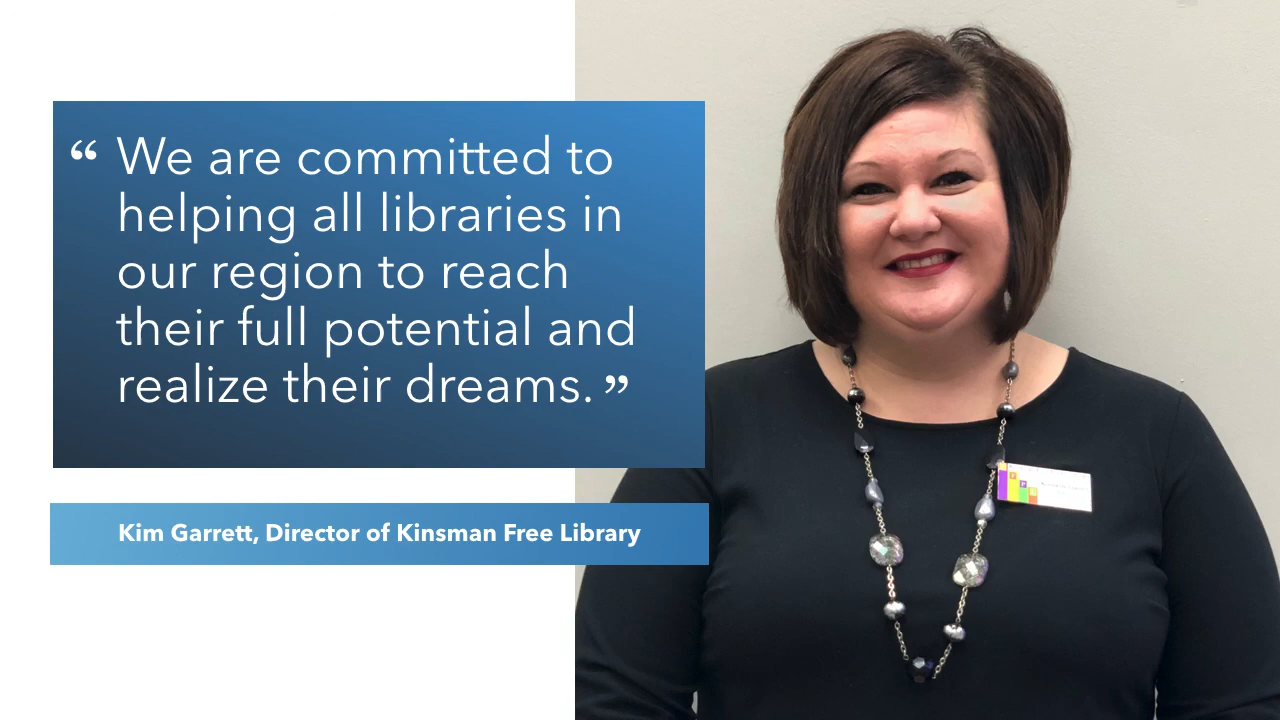 “ We are committed to
helping all libraries in
our region to reach
their full potential and
realize their dreams. ”
Kim Garrett, Director of Kinsman Free Library